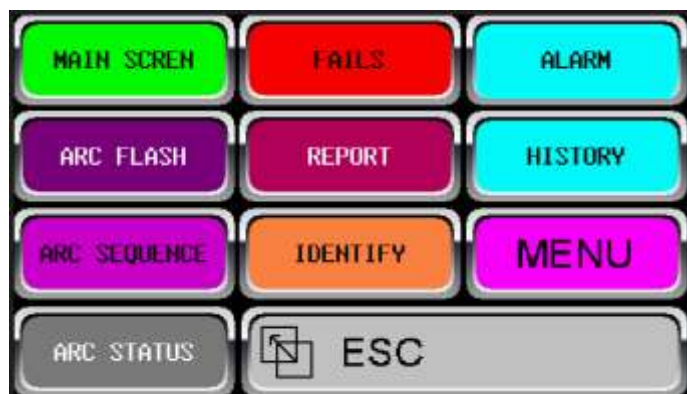 MAIN SCREN
FAILS
ALARM
ARC FLASH
REPORT
HISTORY
ARC SEQUENCE
IDENTIFY
MENU
ARC STATUS
ESC